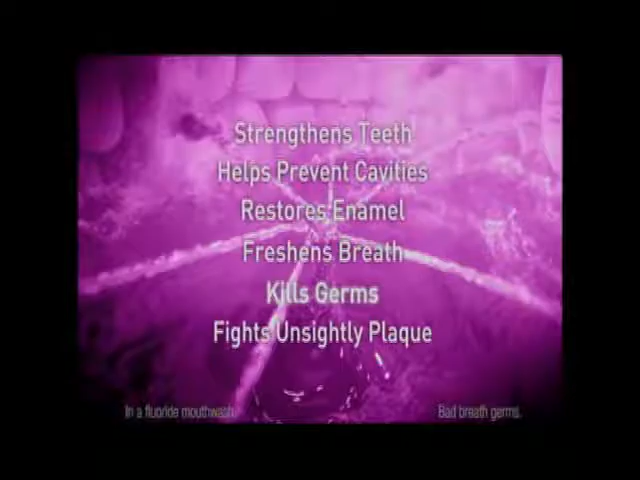 Strengthens Teeth
Helps Prevent Cavities
Restores Enamel
Freshens Breath
Kills Germs
Fights Unsightly Plaque
In a fluoride mouthwash.
Bad breath germs.